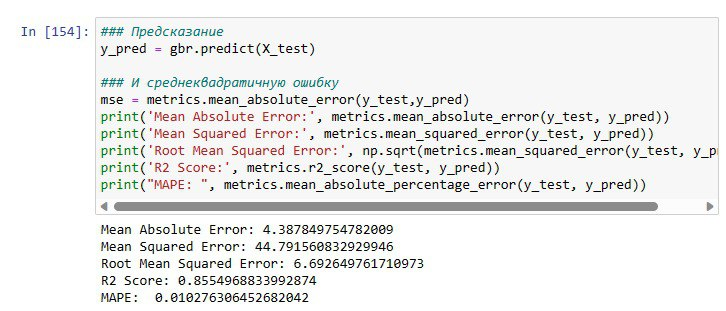 In [154]:
### Предсказание
y_pred = gbr.predict(X_test)
### И среднеквадратичную ошибку
mse = metrics.mean_absolute_error(y_test,y_pred)
print('Mean Absolute Error:', metrics.mean_absolute_error(y_test, y_pred))
print('Mean Squared Error:', metrics.mean_squared_error(y_test, y_pred))
print('Root Mean Squared Error:', np.sqrt(metrics.mean_squared_error(y_test, y_p
print('R2 Score:', metrics.r2_score(y_test, y_pred))
print("MAPE: ", metrics.mean_absolute_percentage_error(y_test, y_pred))
Mean Absolute Error: 4.387849754782009
Mean Squared Error: 44.791560832929946
Root Mean Squared Error: 6.692649761710973
R2 Score: 0.8554968833992874
MAPE:  0.010276306452682042